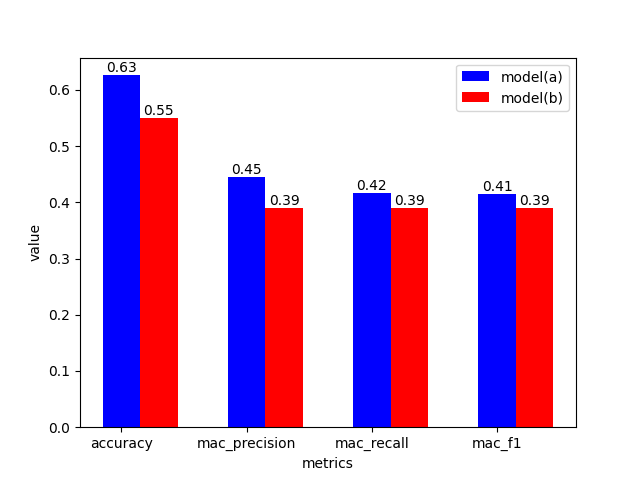 model(a)
model(b)
0.63
0.55
0.45
0.39
0.42
0.39
0.41
0.39
value
0.6
0.5
0.4
0.3
0.2
0.1
0.0
accuracy
mac_precision
mac_recall
mac_f1
metrics